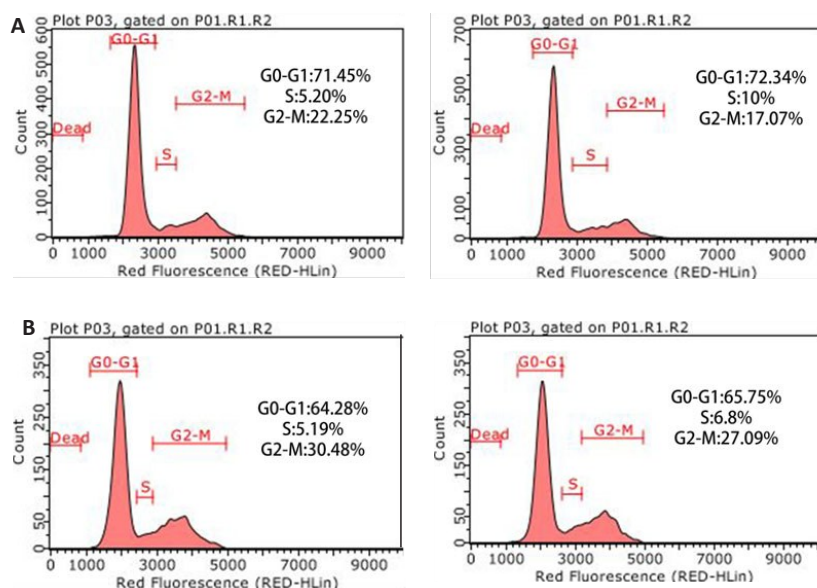 A
Plot P03, gated on P01.R1.R2
Count
600
500
400
300
200
100
0
G0-G1
Dead
S
G2-M
G0-G1:71.45%
S:5.20%
G2-M:22.25%
0 1000 3000 5000 7000 9000
Red Fluorescence (RED-HLin)
Plot P03, gated on P01.R1.R2
Count
700
500
300
100
0
G0-G1
Dead
S
G2-M
G0-G1:72.34%
S:10%
G2-M:17.07%
0 1000 3000 5000 7000 9000
Red Fluorescence (RED-HLin)
B
Plot P03, gated on P01.R1.R2
Count
350
250
150
50
0
G0-G1
Dead
S
G2-M
G0-G1:64.28%
S:5.19%
G2-M:30.48%
0 1000 3000 5000 7000 9000
Red Fluorescence (RED-HLin)
Plot P03, gated on P01.R1.R2
Count
350
250
150
50
0
G0-G1
Dead
S
G2-M
G0-G1:65.75%
S:6.8%
G2-M:27.09%
0 1000 3000 5000 7000 9000
Red Fluorescence (RED-HLin)